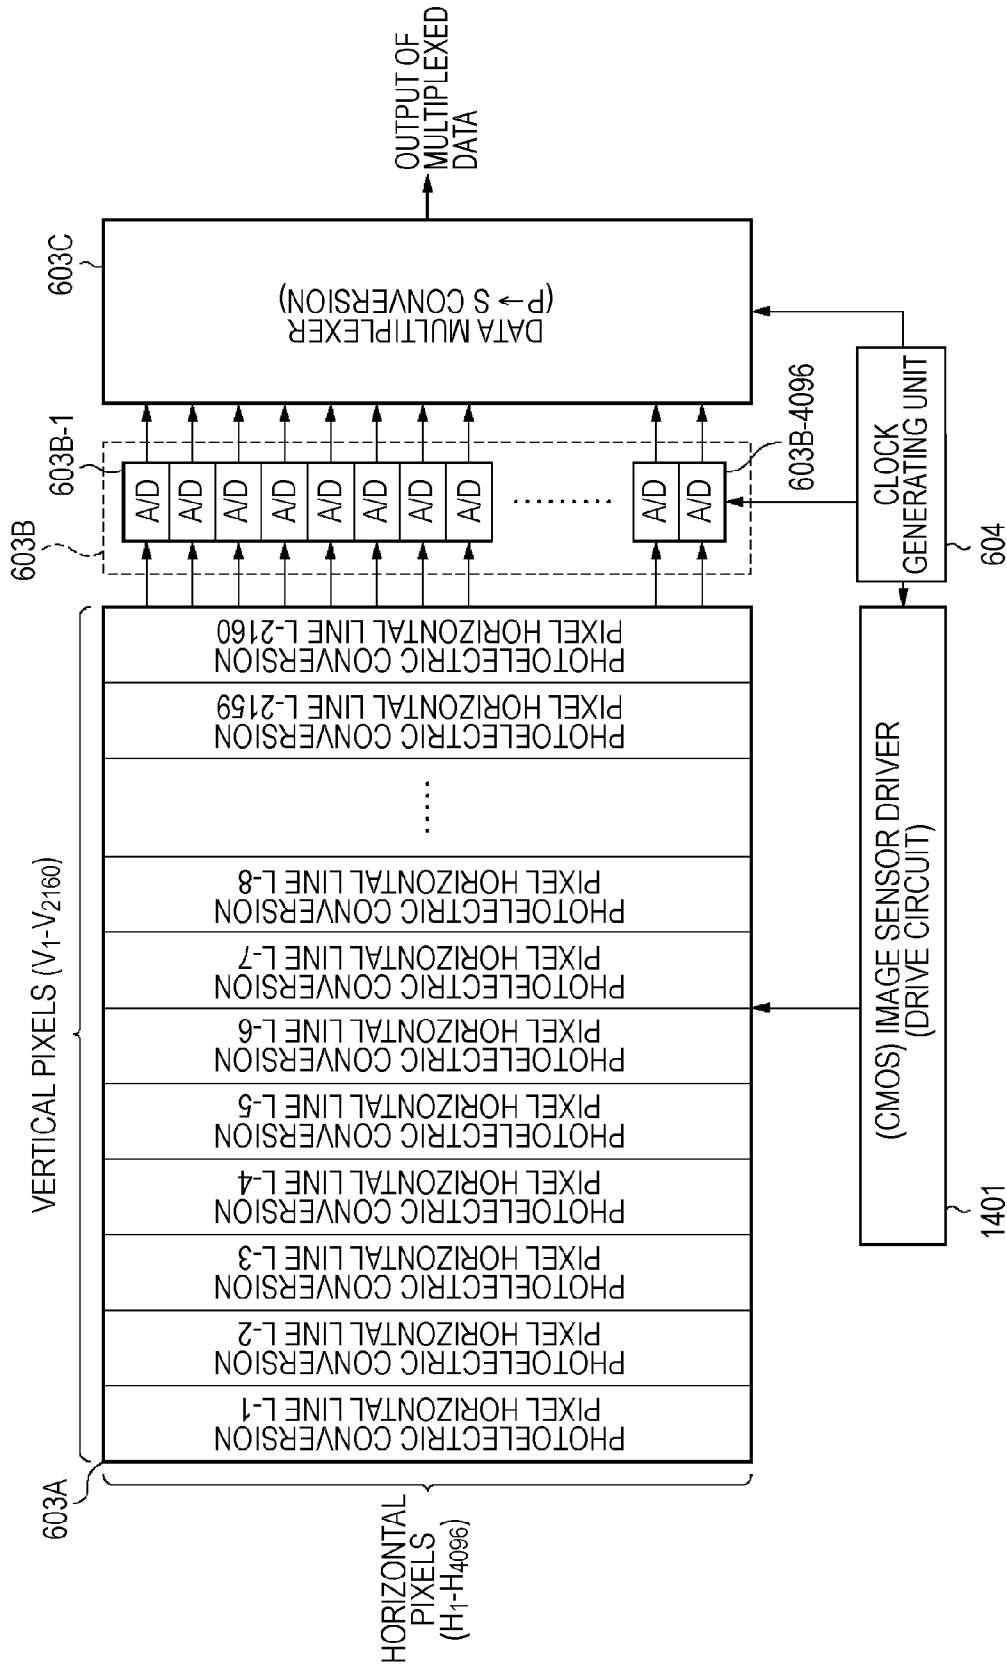 VERTICAL PIXELS (V1-V2160)
603A
HORIZONTAL
PIXELS
(H1-H4096)
PHOTOELECTRIC CONVERSION
PIXEL HORIZONTAL LINE L-1
PHOTOELECTRIC CONVERSION
PIXEL HORIZONTAL LINE L-2
PHOTOELECTRIC CONVERSION
PIXEL HORIZONTAL LINE L-3
PHOTOELECTRIC CONVERSION
PIXEL HORIZONTAL LINE L-4
PHOTOELECTRIC CONVERSION
PIXEL HORIZONTAL LINE L-5
PHOTOELECTRIC CONVERSION
PIXEL HORIZONTAL LINE L-6
PHOTOELECTRIC CONVERSION
PIXEL HORIZONTAL LINE L-7
PHOTOELECTRIC CONVERSION
PIXEL HORIZONTAL LINE L-8
......
PHOTOELECTRIC CONVERSION
PIXEL HORIZONTAL LINE L-2159
PHOTOELECTRIC CONVERSION
PIXEL HORIZONTAL LINE L-2160
603B
603B-1
A/D
A/D
A/D
A/D
A/D
A/D
A/D
A/D
.........
A/D
A/D
603B-4096
603C
DATA MULTIPLEXER
(P→S CONVERSION)
OUTPUT OF
MULTIPLEXED
DATA
(CMOS) IMAGE SENSOR DRIVER
(DRIVE CIRCUIT)
1401
CLOCK
GENERATING UNIT
604